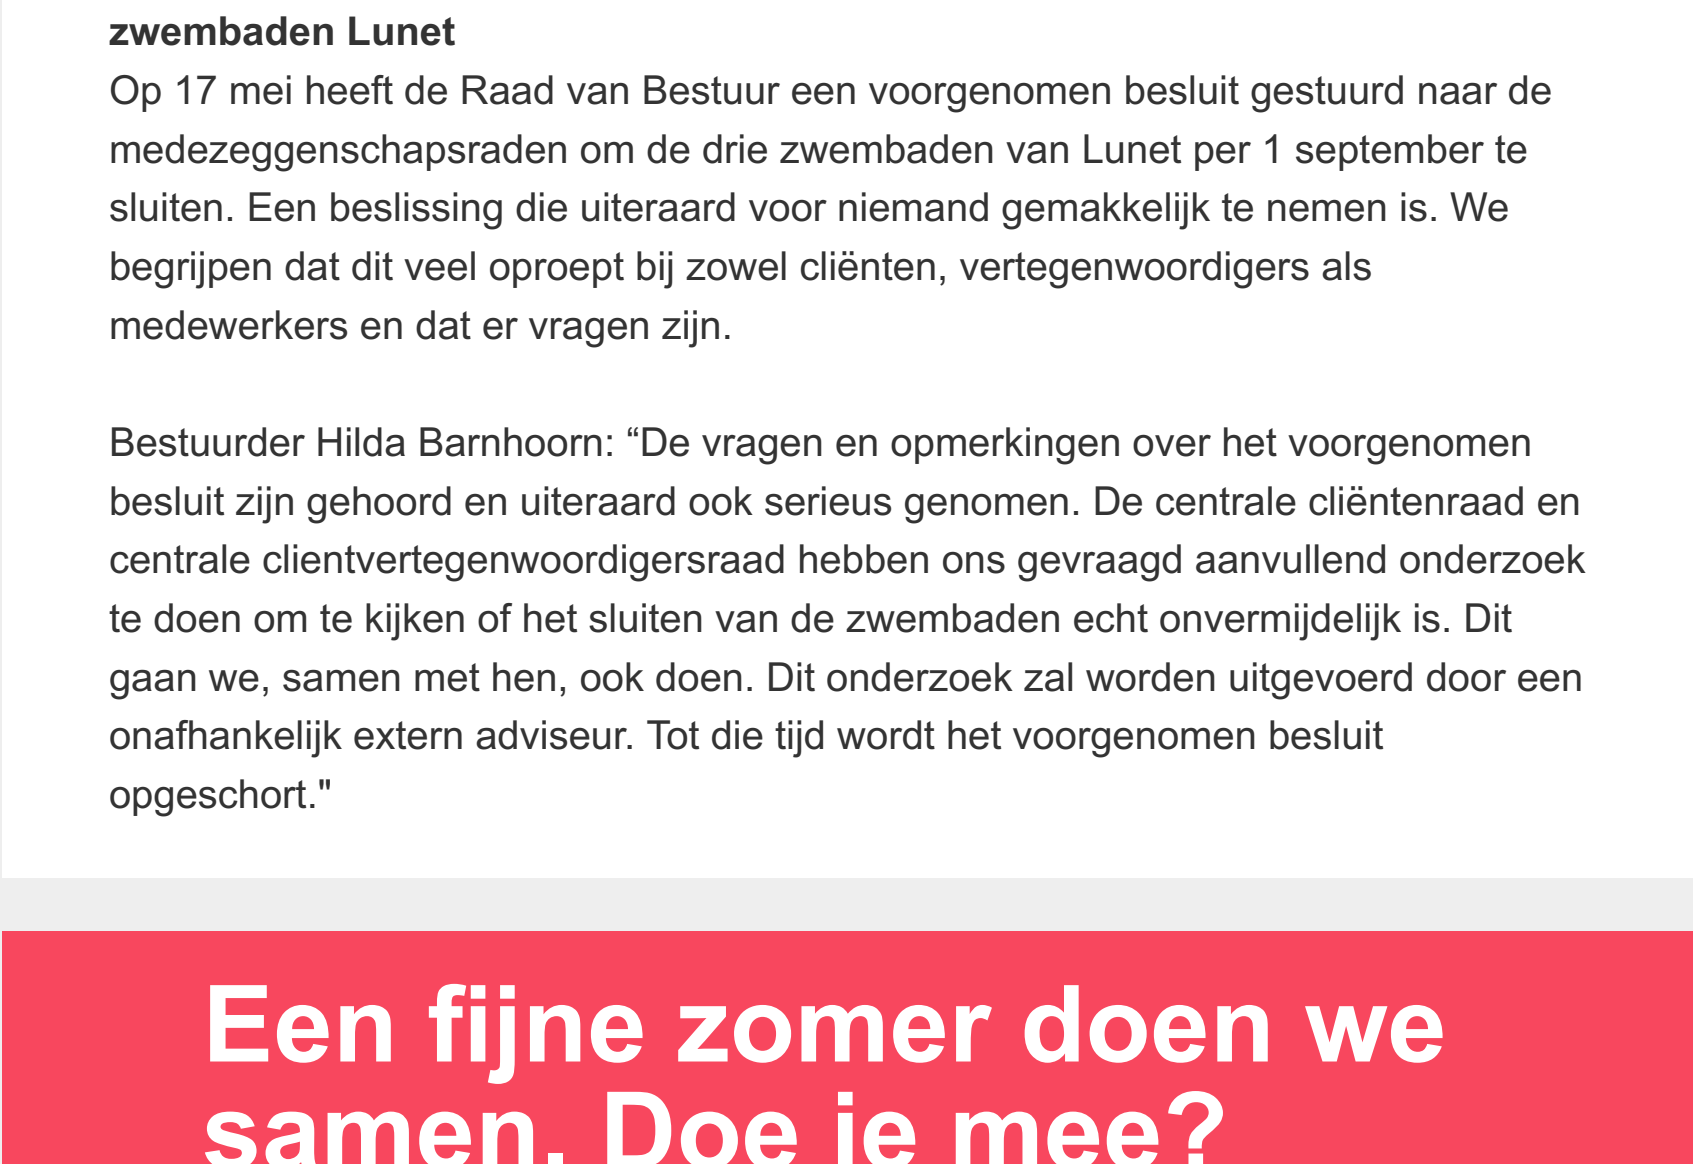 zwembaden Lunet
Op 17 mei heeft de Raad van Bestuur een voorgenomen besluit gestuurd naar de
medezeggenschapsraden om de drie zwembaden van Lunet per 1 september te
sluiten. Een beslissing die uiteraard voor niemand gemakkelijk te nemen is. We
begrijpen dat dit veel oproept bij zowel cliënten, vertegenwoordigers als
medewerkers en dat er vragen zijn.
Bestuurder Hilda Barnhoorn: “De vragen en opmerkingen over het voorgenomen
besluit zijn gehoord en uiteraard ook serieus genomen. De centrale cliëntenraad en
centrale clientvertegenwoordigersraad hebben ons gevraagd aanvullend onderzoek
te doen om te kijken of het sluiten van de zwembaden echt onvermijdelijk is. Dit
gaan we, samen met hen, ook doen. Dit onderzoek zal worden uitgevoerd door een
onafhankelijk extern adviseur. Tot die tijd wordt het voorgenomen besluit
opgeschort."
Een fijne zomer doen we
samen. Doe je mee?